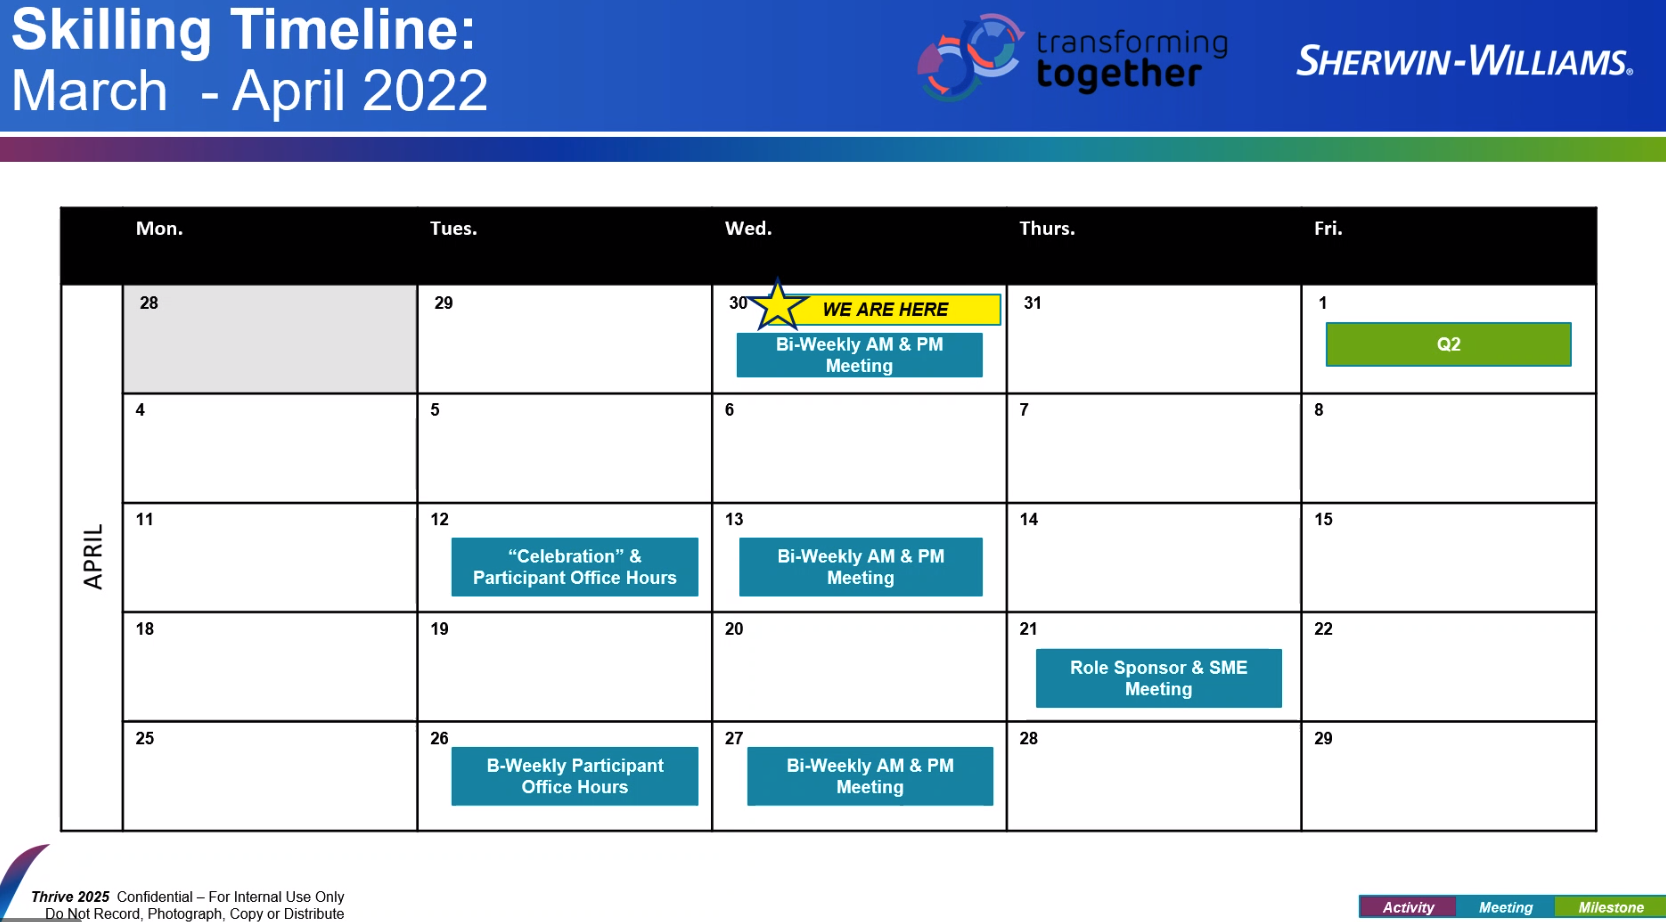 Skilling Timeline:
March - April 2022
transforming
together
SHERWIN-WILLIAMS®
Mon.
Tues.
Wed.
Thurs.
Fri.
APRIL
28
29
30
WE ARE HERE
Bi-Weekly AM & PM
Meeting
31
1
Q2
4
5
6
7
8
11
12
“Celebration” &
Participant Office Hours
13
Bi-Weekly AM & PM
Meeting
14
15
18
19
20
21
Role Sponsor & SME
Meeting
22
25
26
B-Weekly Participant
Office Hours
27
Bi-Weekly AM & PM
Meeting
28
29
Thrive 2025 Confidential – For Internal Use Only
Do Not Record, Photograph, Copy or Distribute
Activity
Meeting
Milestone